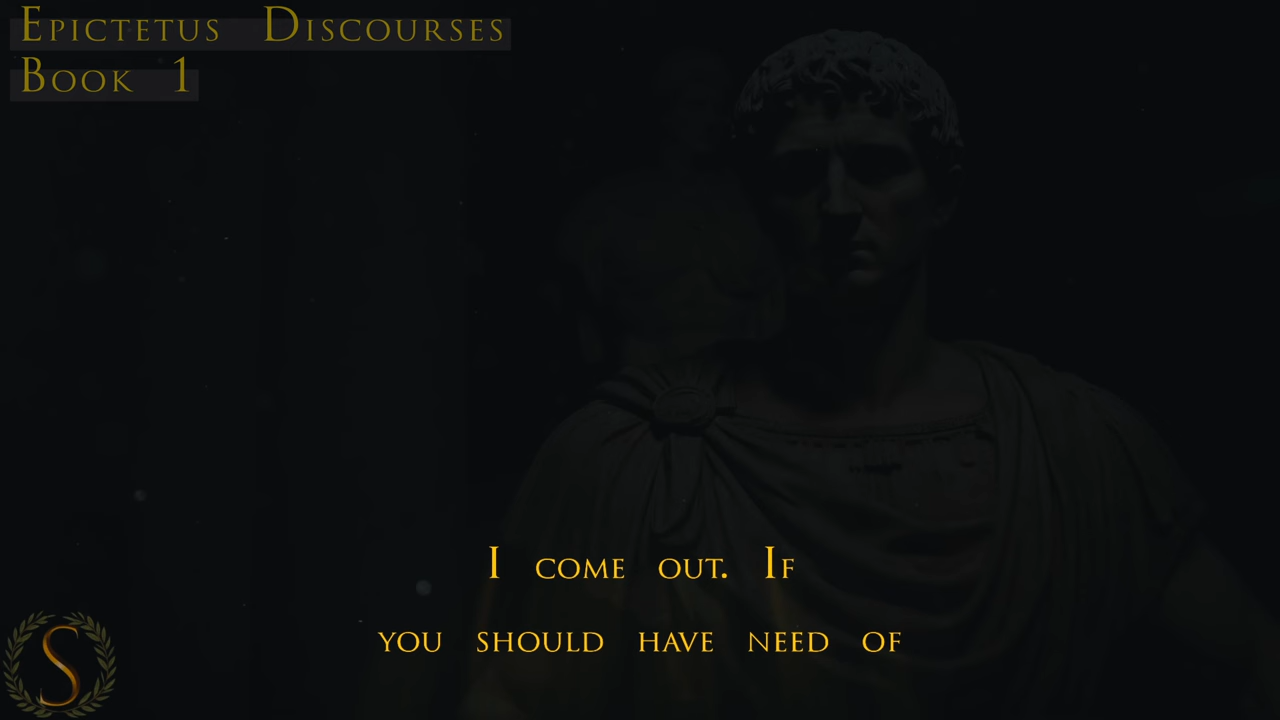 Epictetus Discourses
Book 1
I come out. If
you should have need of
S